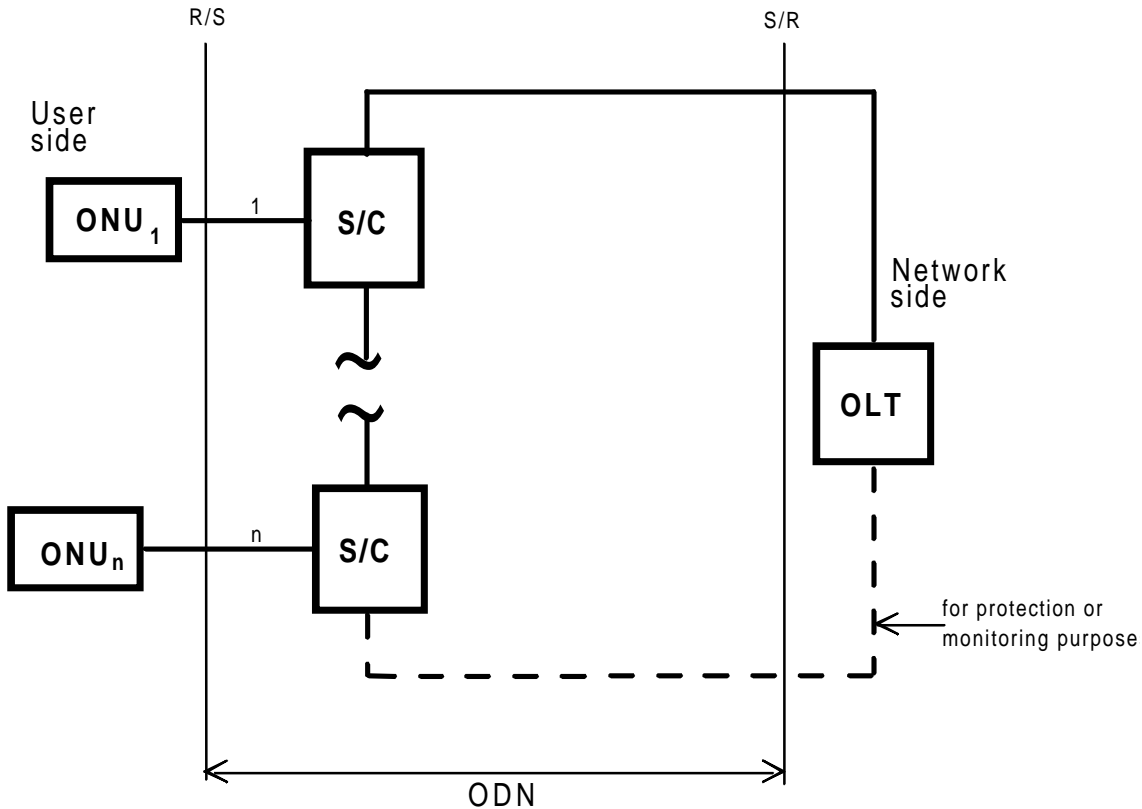 R/S
S/R
User
side
ONU1
1
S/C
Network
side
OLT
ONUn
n
S/C
for protection or
monitoring purpose
ODN